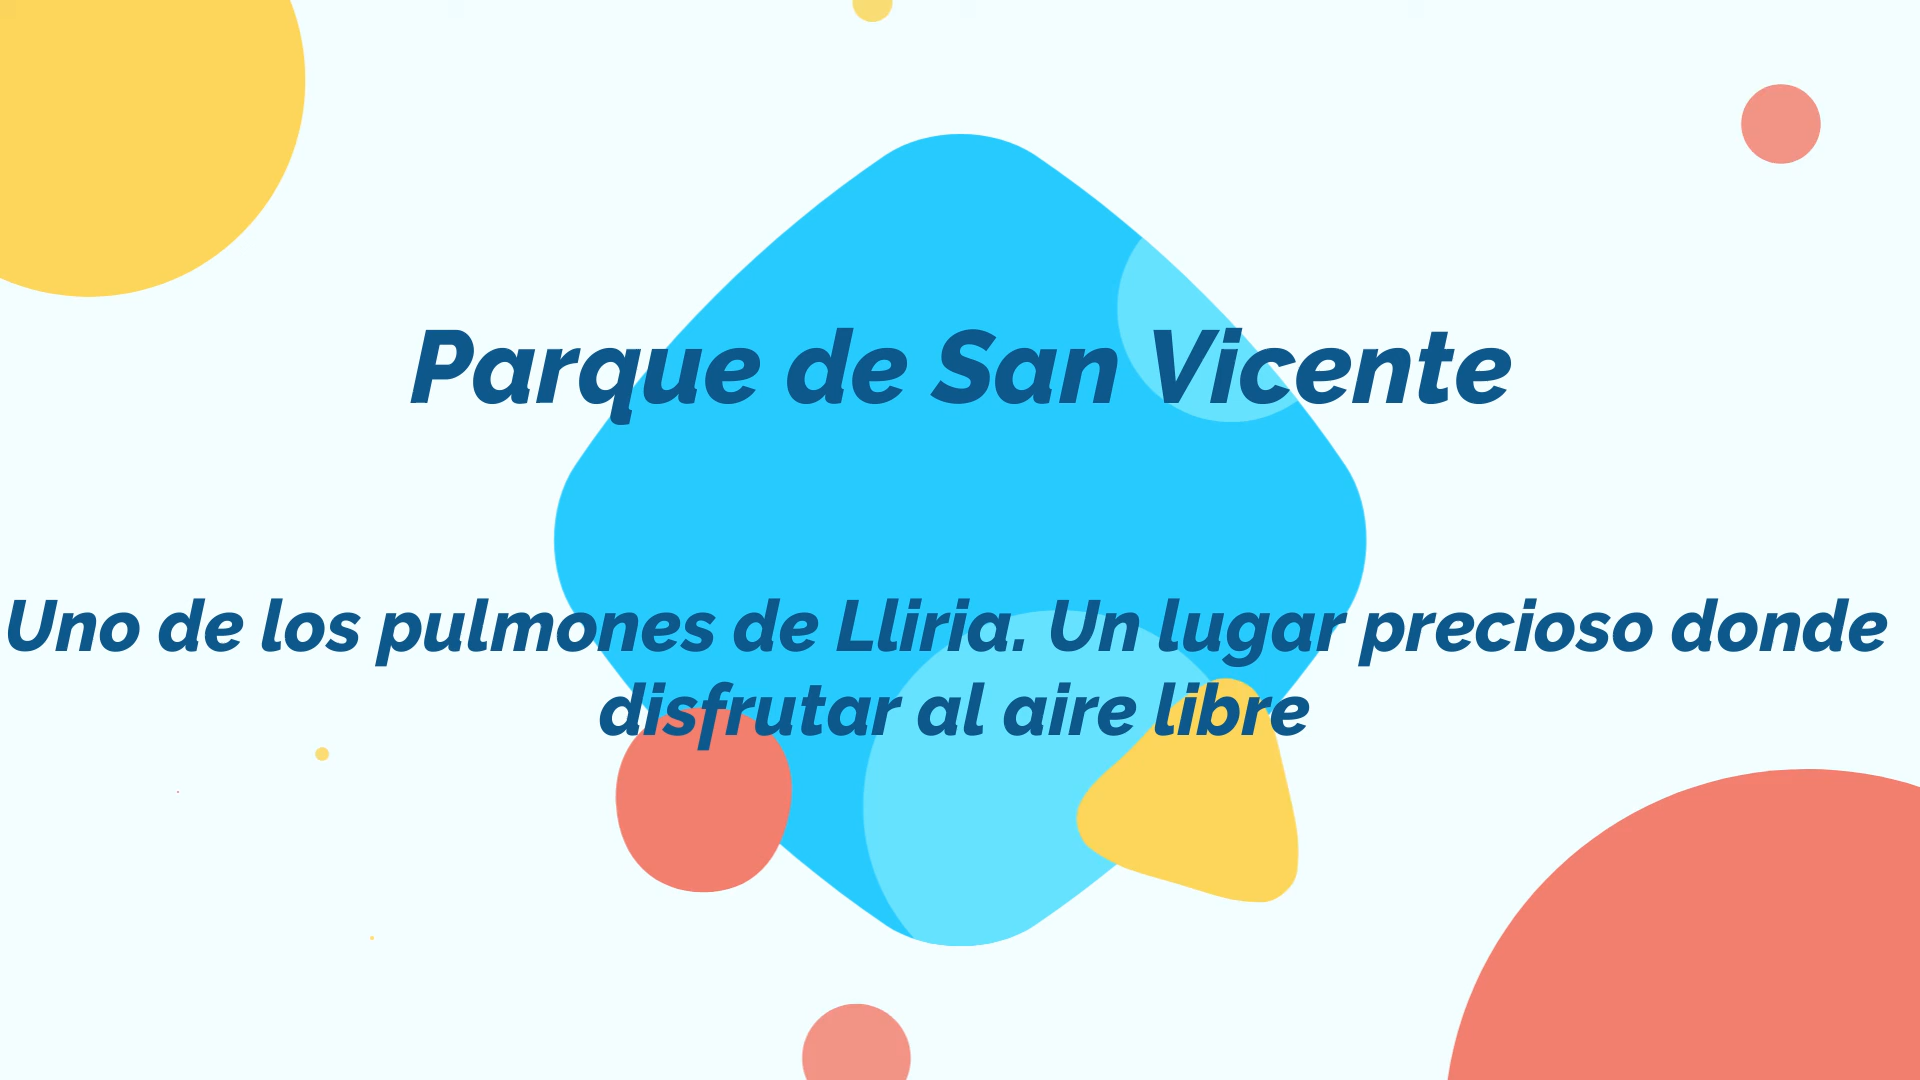 Parque de San Vicente
Uno de los pulmones de Lliria. Un lugar precioso donde
disfrutar al aire libre